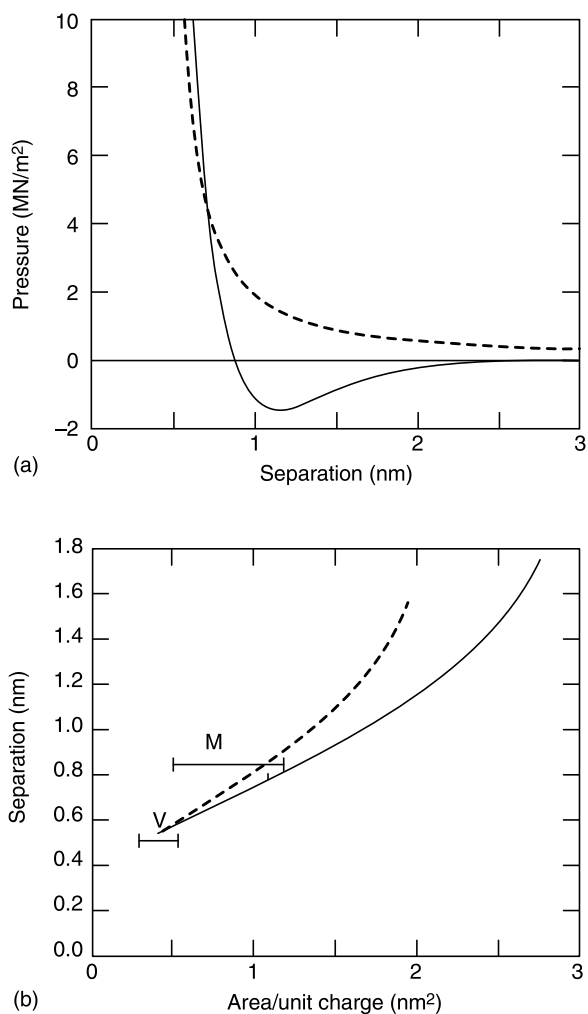 10
8
6
4
2
0
–2
Pressure (MN/m²)
0 1 2 3
(a)
Separation (nm)
1.8
1.6
1.4
1.2
1.0
0.8
0.6
0.4
0.2
0.0
Separation (nm)
M
V
0 1 2 3
(b)
Area/unit charge (nm²)